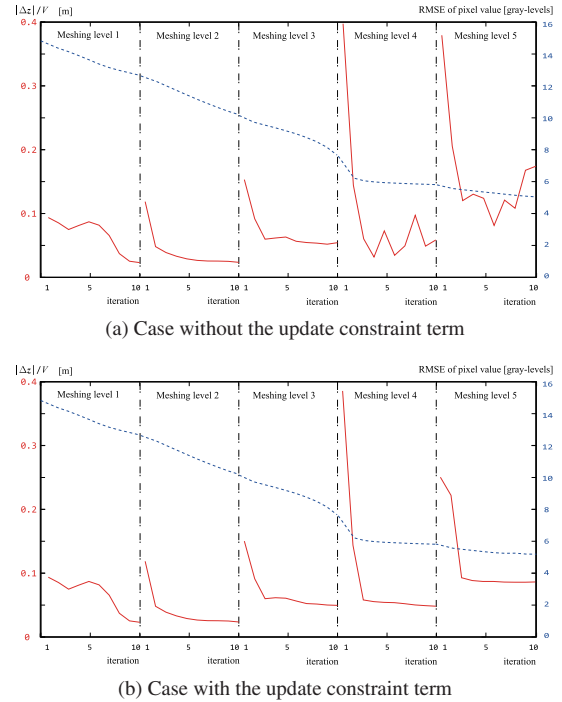 |Δz|/V [m] RMSE of pixel value [gray-levels]
0.4 Meshing level 1 Meshing level 2 Meshing level 3 Meshing level 4 Meshing level 5 16
14
0.3 12
10
0.2 8
6
0.1 4
2
0 0
1 5 10 1 5 10 1 5 10 1 5 10 1 5 10
iteration iteration iteration iteration iteration
(a) Case without the update constraint term
|Δz|/V [m] RMSE of pixel value [gray-levels]
0.4 Meshing level 1 Meshing level 2 Meshing level 3 Meshing level 4 Meshing level 5 16
14
0.3 12
10
0.2 8
6
0.1 4
2
0 0
1 5 10 1 5 10 1 5 10 1 5 10 1 5 10
iteration iteration iteration iteration iteration
(b) Case with the update constraint term